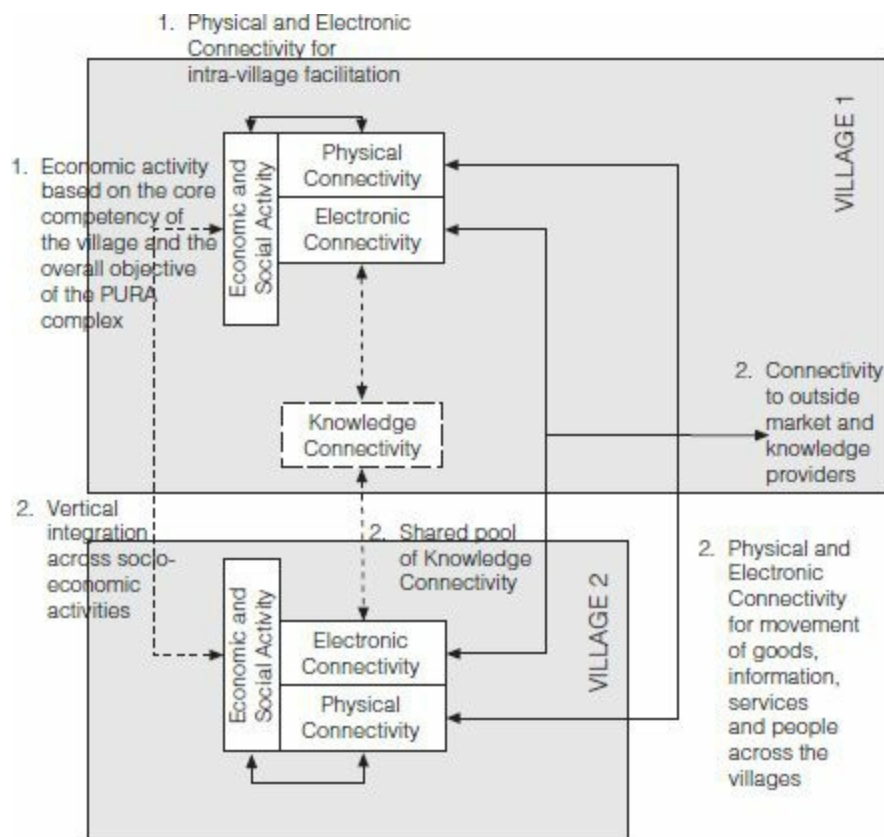 1. Physical and Electronic
Connectivity for
intra-village facilitation
VILLAGE 1
Economic and
Social Activity
Physical
Connectivity
Electronic
Connectivity
1. Economic activity
based on the core
competency of
the village and the
overall objective
of the PURA
complex
Knowledge
Connectivity
2. Connectivity
to outside
market and
knowledge
providers
2. Vertical
integration
across socio-
economic
activities
2. Shared pool
of Knowledge
Connectivity
VILLAGE 2
Economic and
Social Activity
Electronic
Connectivity
Physical
Connectivity
2. Physical and
Electronic
Connectivity
for movement
of goods,
information,
services
and people
across the
villages